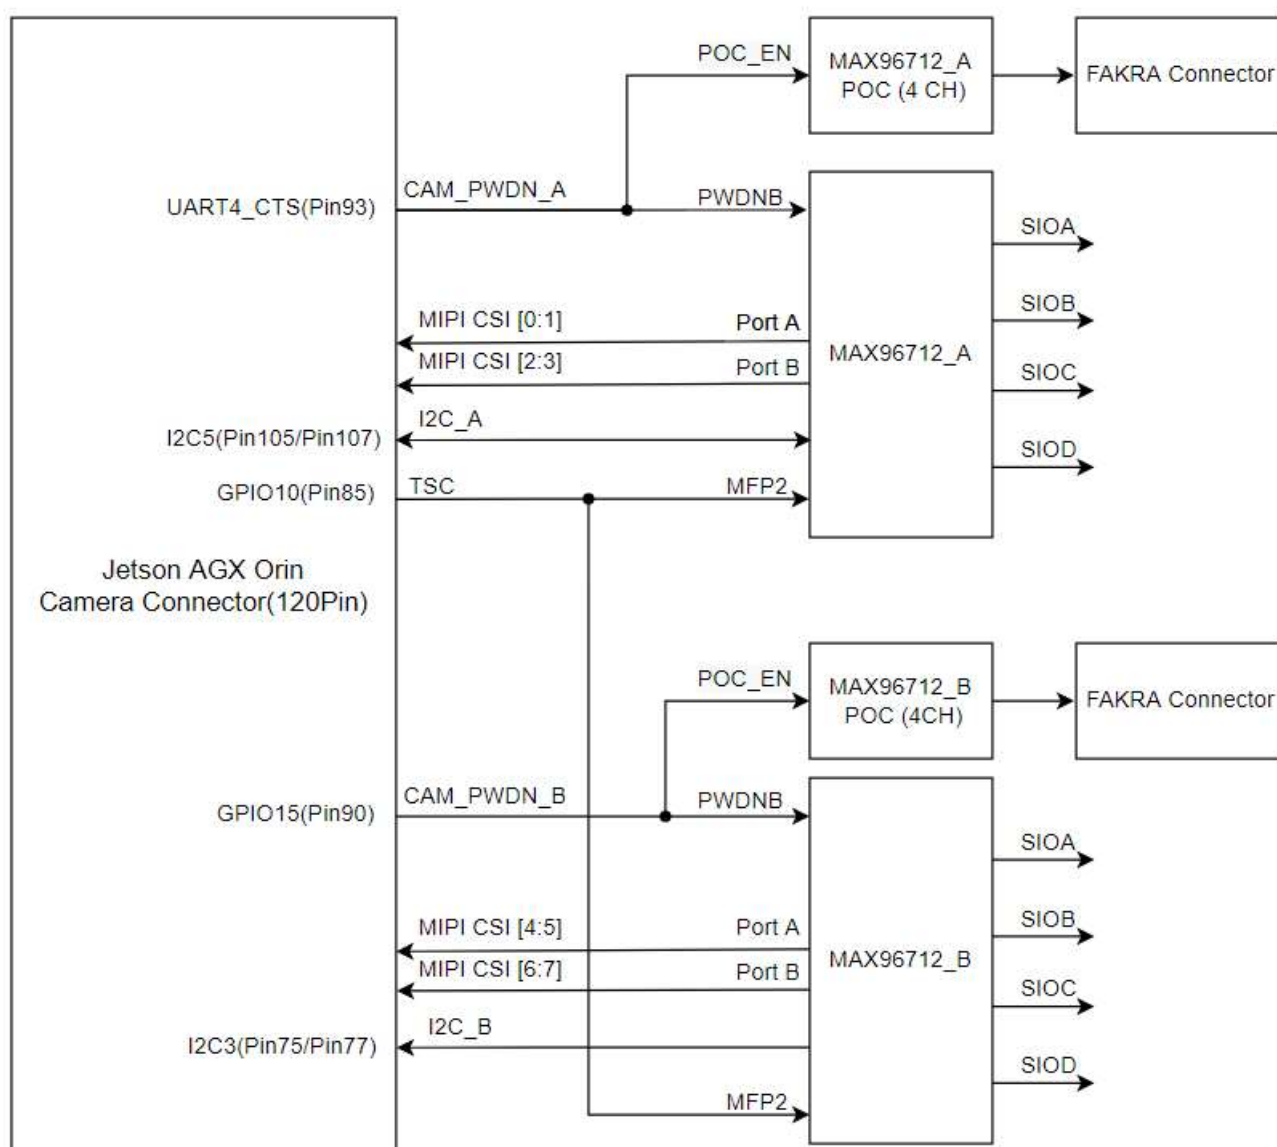 POC_EN
MAX96712_A
POC (4 CH)
FAKRA Connector
UART4_CTS(Pin93)
CAM_PWDN_A
PWDNB
SIOA
MIPI CSI [0:1]
Port A
SIOB
MIPI CSI [2:3]
Port B
MAX96712_A
SIOC
I2C5(Pin105/Pin107)
I2C_A
SIOD
GPIO10(Pin85)
TSC
MFP2
Jetson AGX Orin
Camera Connector(120Pin)
POC_EN
MAX96712_B
POC (4CH)
FAKRA Connector
GPIO15(Pin90)
CAM_PWDN_B
PWDNB
SIOA
MIPI CSI [4:5]
Port A
SIOB
MIPI CSI [6:7]
Port B
MAX96712_B
SIOC
I2C3(Pin75/Pin77)
I2C_B
SIOD
MFP2